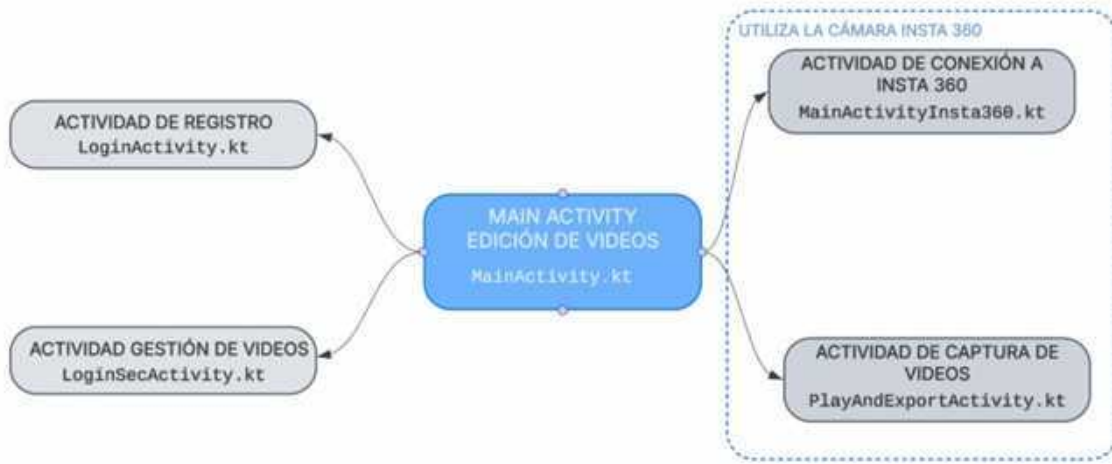 UTILIZA LA CÁMARA INSTA 360
ACTIVIDAD DE CONEXIÓN A
INSTA 360
MainActivityInsta360.kt
ACTIVIDAD DE REGISTRO
LoginActivity.kt
MAIN ACTIVITY
EDICIÓN DE VIDEOS
MainActivity.kt
ACTIVIDAD GESTIÓN DE VIDEOS
LoginSecActivity.kt
ACTIVIDAD DE CAPTURA DE
VIDEOS
PlayAndExportActivity.kt